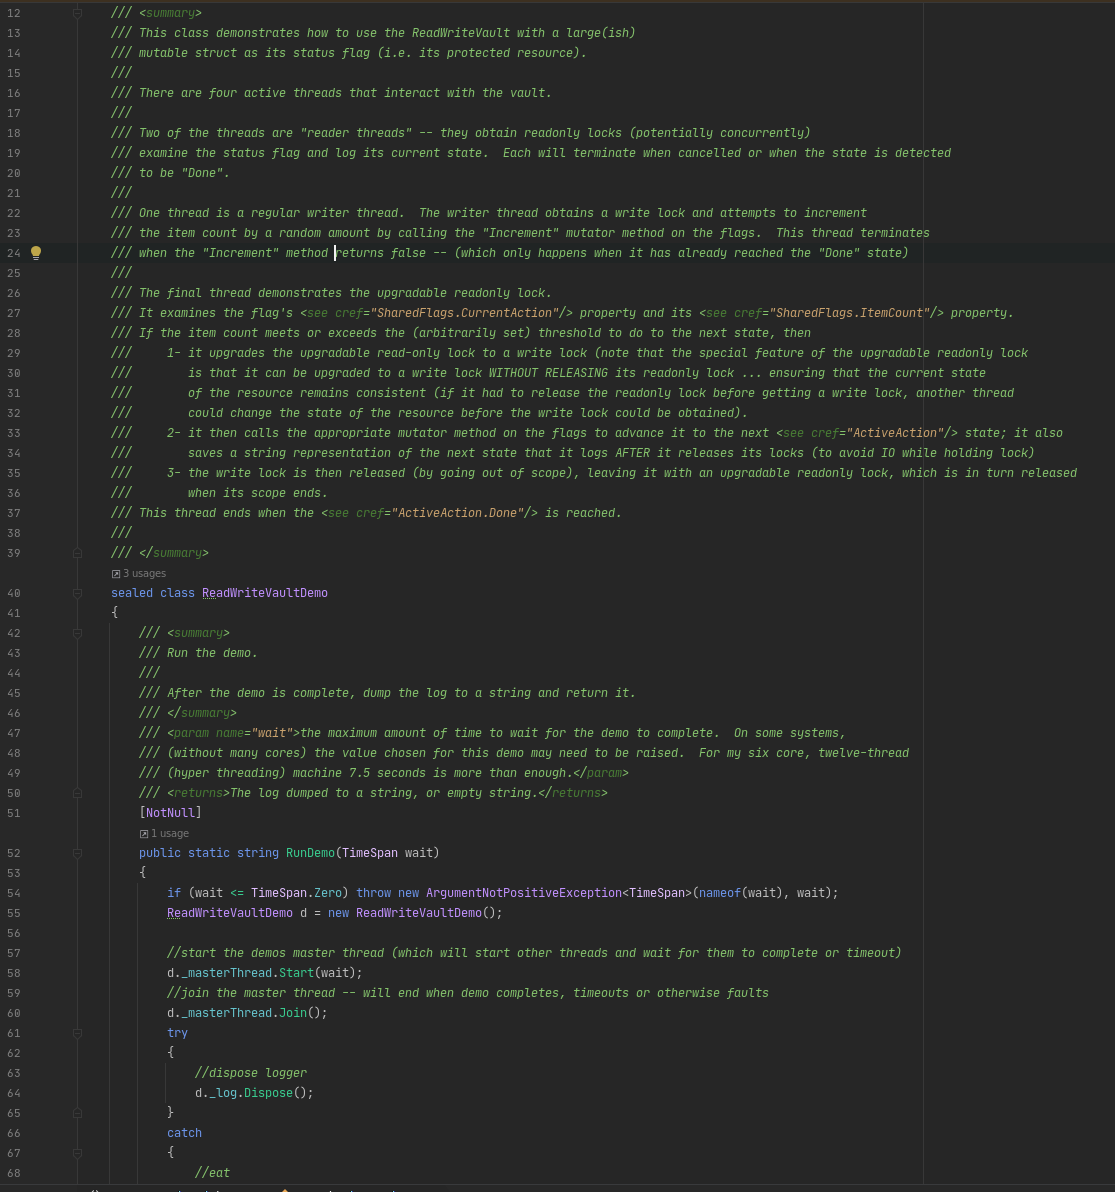 12 /// <summary>
13 /// This class demonstrates how to use the ReadWriteVault with a large(ish)
14 /// mutable struct as its status flag (i.e. its protected resource).
15 ///
16 /// There are four active threads that interact with the vault.
17 ///
18 /// Two of the threads are "reader threads" -- they obtain readonly locks (potentially concurrently)
19 /// examine the status flag and log its current state.  Each will terminate when cancelled or when the state is detected
20 /// to be "Done".
21 ///
22 /// One thread is a regular writer thread.  The writer thread obtains a write lock and attempts to increment
23 /// the item count by a random amount by calling the "Increment" mutator method on the flags.  This thread terminates
24 /// when the "Increment" method returns false -- (which only happens when it has already reached the "Done" state)
25 ///
26 /// The final thread demonstrates the upgradable readonly lock.
27 /// It examines the flag's <see cref="SharedFlags.CurrentAction"/> property and its <see cref="SharedFlags.ItemCount"/> property.
28 /// If the item count meets or exceeds the (arbitrarily set) threshold to do to the next state, then
29 ///     1- it upgrades the upgradable read-only lock to a write lock (note that the special feature of the upgradable readonly lock
30 ///        is that it can be upgraded to a write lock WITHOUT RELEASING its readonly lock ... ensuring that the current state
31 ///        of the resource remains consistent (if it had to release the readonly lock before getting a write lock, another thread
32 ///        could change the state of the resource before the write lock could be obtained).
33 ///     2- it then calls the appropriate mutator method on the flags to advance it to the next <see cref="ActiveAction"/> state; it also
34 ///        saves a string representation of the next state that it logs AFTER it releases its locks (to avoid IO while holding lock)
35 ///     3- the write lock is then released (by going out of scope), leaving it with an upgradable readonly lock, which is in turn released
36 ///        when its scope ends.
37 /// This thread ends when the <see cref="ActiveAction.Done"/> is reached.
38 ///
39 /// </summary>
3 usages
40 sealed class ReadWriteVaultDemo
41 {
42     /// <summary>
43     /// Run the demo.
44     ///
45     /// After the demo is complete, dump the log to a string and return it.
46     /// </summary>
47     /// <param name="wait">the maximum amount of time to wait for the demo to complete.  On some systems,
48     /// (without many cores) the value chosen for this demo may need to be raised.  For my six core, twelve-thread
49     /// (hyper threading) machine 7.5 seconds is more than enough.</param>
50     /// <returns>The log dumped to a string, or empty string.</returns>
51     [NotNull]
1 usage
52     public static string RunDemo(TimeSpan wait)
53     {
54         if (wait <= TimeSpan.Zero) throw new ArgumentNotPositiveException<TimeSpan>(nameof(wait), wait);
55         ReadWriteVaultDemo d = new ReadWriteVaultDemo();
56
57         //start the demos master thread (which will start other threads and wait for them to complete or timeout)
58         d._masterThread.Start(wait);
59         //join the master thread -- will end when demo completes, timeouts or otherwise faults
60         d._masterThread.Join();
61         try
62         {
63             //dispose logger
64             d._log.Dispose();
65         }
66         catch
67         {
68             //eat